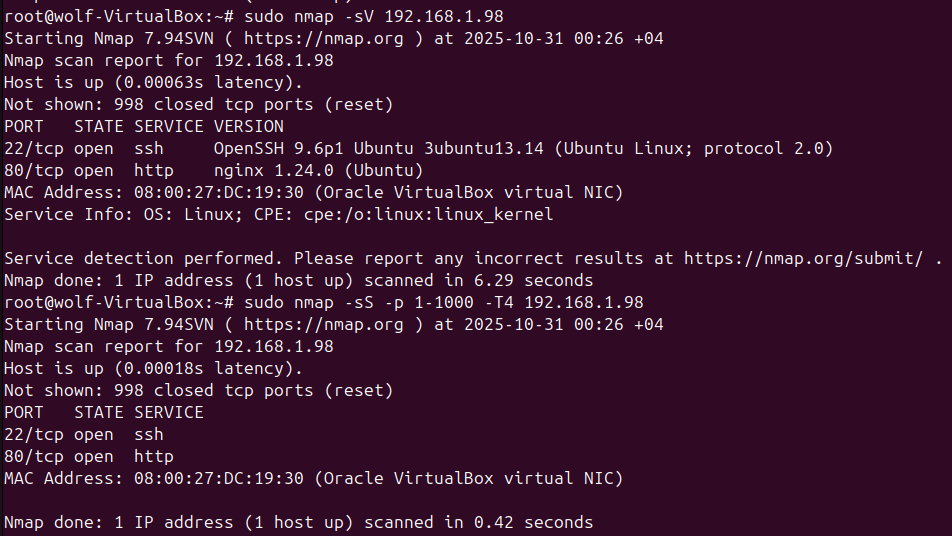 root@wolf-VirtualBox:~# sudo nmap -sV 192.168.1.98
Starting Nmap 7.94SVN ( https://nmap.org ) at 2025-10-31 00:26 +04
Nmap scan report for 192.168.1.98
Host is up (0.00063s latency).
Not shown: 998 closed tcp ports (reset)
PORT   STATE SERVICE VERSION
22/tcp open  ssh     OpenSSH 9.6p1 Ubuntu 3ubuntu13.14 (Ubuntu Linux; protocol 2.0)
80/tcp open  http    nginx 1.24.0 (Ubuntu)
MAC Address: 08:00:27:DC:19:30 (Oracle VirtualBox virtual NIC)
Service Info: OS: Linux; CPE: cpe:/o:linux:linux_kernel

Service detection performed. Please report any incorrect results at https://nmap.org/submit/ .
Nmap done: 1 IP address (1 host up) scanned in 6.29 seconds
root@wolf-VirtualBox:~# sudo nmap -sS -p 1-1000 -T4 192.168.1.98
Starting Nmap 7.94SVN ( https://nmap.org ) at 2025-10-31 00:26 +04
Nmap scan report for 192.168.1.98
Host is up (0.00018s latency).
Not shown: 998 closed tcp ports (reset)
PORT   STATE SERVICE
22/tcp open  ssh
80/tcp open  http
MAC Address: 08:00:27:DC:19:30 (Oracle VirtualBox virtual NIC)

Nmap done: 1 IP address (1 host up) scanned in 0.42 seconds